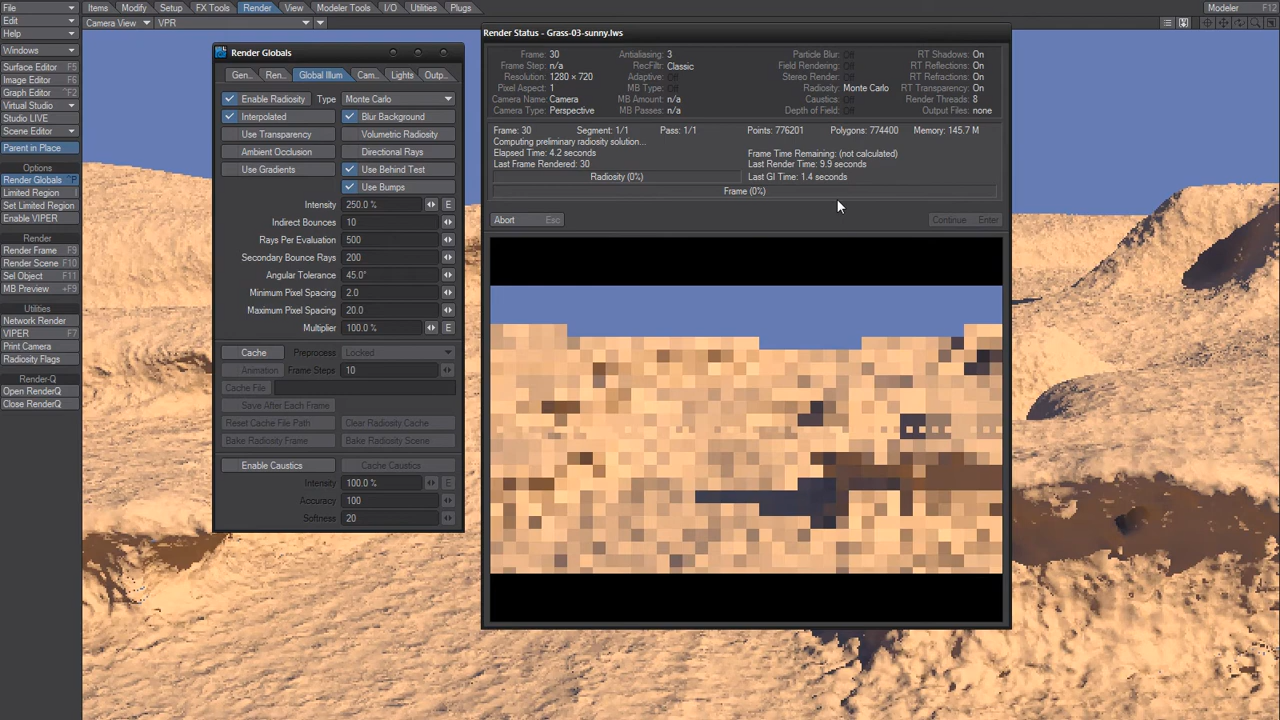 File Items Modify Setup FX Tools Render View Modeler Tools I/O Utilities Plugs Modeler F12
Edit Camera View VPR
Help
Windows
Surface Editor F5
Image Editor F6
Graph Editor ^F2
Virtual Studio
Studio LIVE
Scene Editor
Parent in Place
Options
Render Globals P
Limited Region l
Set Limited Region
Enable VIPER
Render
Render Frame F9
Render Scene F10
Sel Object F11
MB Preview +F9
Utilities
Network Render
VIPER F7
Print Camera
Radiosity Flags
Render-Q
Open RenderQ
Close RenderQ
Render Globals
Gen... Ren... Global Illum Cam... Lights Outp...
Enable Radiosity Type Monte Carlo
Interpolated Blur Background
Use Transparency Volumetric Radiosity
Ambient Occlusion Directional Rays
Use Gradients Use Behind Test
Use Bumps
Intensity 250.0 % E
Indirect Bounces 10
Rays Per Evaluation 500
Secondary Bounce Rays 200
Angular Tolerance 45.0°
Minimum Pixel Spacing 2.0
Maximum Pixel Spacing 20.0
Multiplier 100.0 % E
Cache Preprocess Locked
Animation Frame Steps 10
Cache File
Save After Each Frame
Reset Cache File Path Clear Radiosity Cache
Bake Radiosity Frame Bake Radiosity Scene
Enable Caustics Cache Caustics
Intensity 100.0 % E
Accuracy 100
Softness 20
Render Status - Grass-03-sunny.lws
Frame: 30 Antialiasing: 3 Particle Blur: Off RT Shadows: On
Frame Step: n/a RecFilt: Classic Field Rendering: Off RT Reflections: On
Resolution: 1280 × 720 Adaptive: Off Stereo Render: Off RT Refractions: On
Pixel Aspect: 1 MB Type: Off Radiosity: Monte Carlo RT Transparency: On
Camera Name: Camera MB Amount: n/a Caustics: Off Render Threads: 8
Camera Type: Perspective MB Passes: n/a Depth of Field: Off Output Files: none
Frame: 30 Segment: 1/1 Pass: 1/1 Points: 776201 Polygons: 774400 Memory: 145.7 M
Computing preliminary radiosity solution...
Elapsed Time: 4.2 seconds Frame Time Remaining: (not calculated)
Last Frame Rendered: 30 Last Render Time: 9.9 seconds
Radiosity (0%) Last GI Time: 1.4 seconds
Frame (0%)
Abort Esc Continue Enter